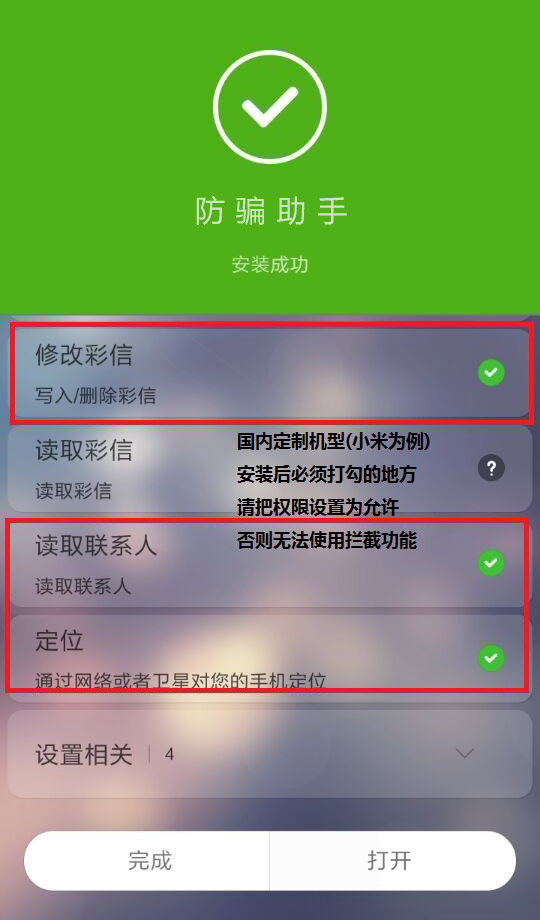 防骗助手
安装成功
修改彩信
写入/删除彩信
读取彩信
读取彩信
国内定制机型(小米为例)
安装后必须打勾的地方
请把权限设置为允许
否则无法使用拦截功能
读取联系人
读取联系人
定位
通过网络或者卫星对您的手机定位
设置相关 | 4
完成
打开